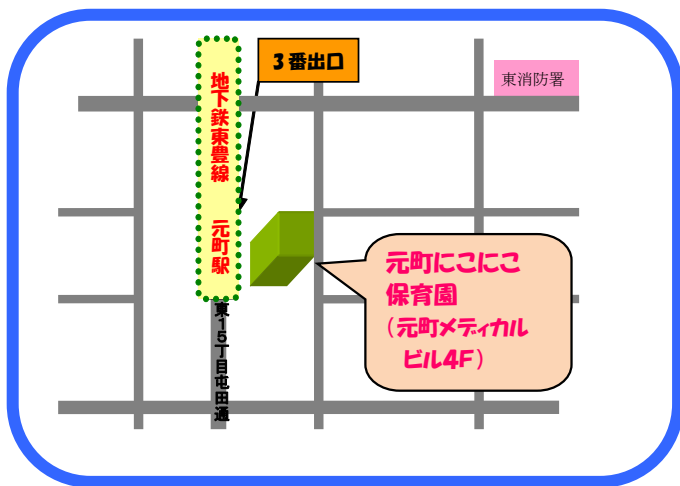 3番出口
東消防署
地下鉄東豊線 元町駅
元町にこにこ
保育園
(元町メディカル
ビル4F)
東15丁目屯田通